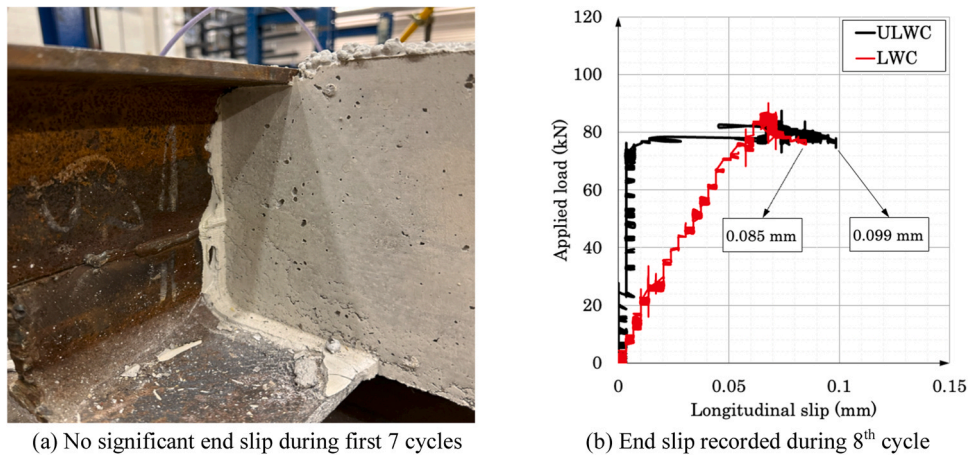 120
100
80
60
40
20
0
Applied load (kN)
ULWC
LWC
0.085 mm
0.099 mm
0
0.05
0.1
0.15
Longitudinal slip (mm)
(a) No significant end slip during first 7 cycles
(b) End slip recorded during 8th cycle